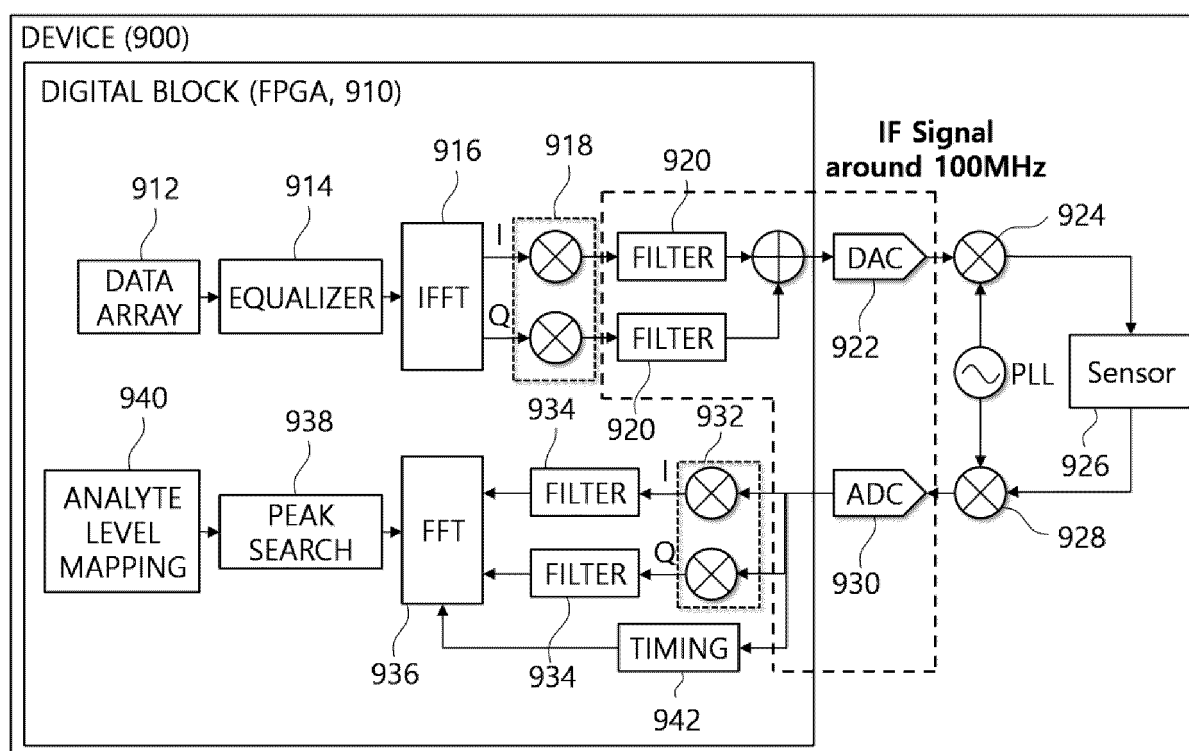 DEVICE (900)
DIGITAL BLOCK (FPGA, 910)
IF Signal
around 100MHz
912
914
916
918
920
924
DATA
ARRAY
EQUALIZER
IFFT
I
Q
FILTER
FILTER
DAC
922
920
PLL
Sensor
926
940
938
934
932
ANALYTE
LEVEL
MAPPING
PEAK
SEARCH
FFT
FILTER
FILTER
I
Q
ADC
930
928
936
934
TIMING
942